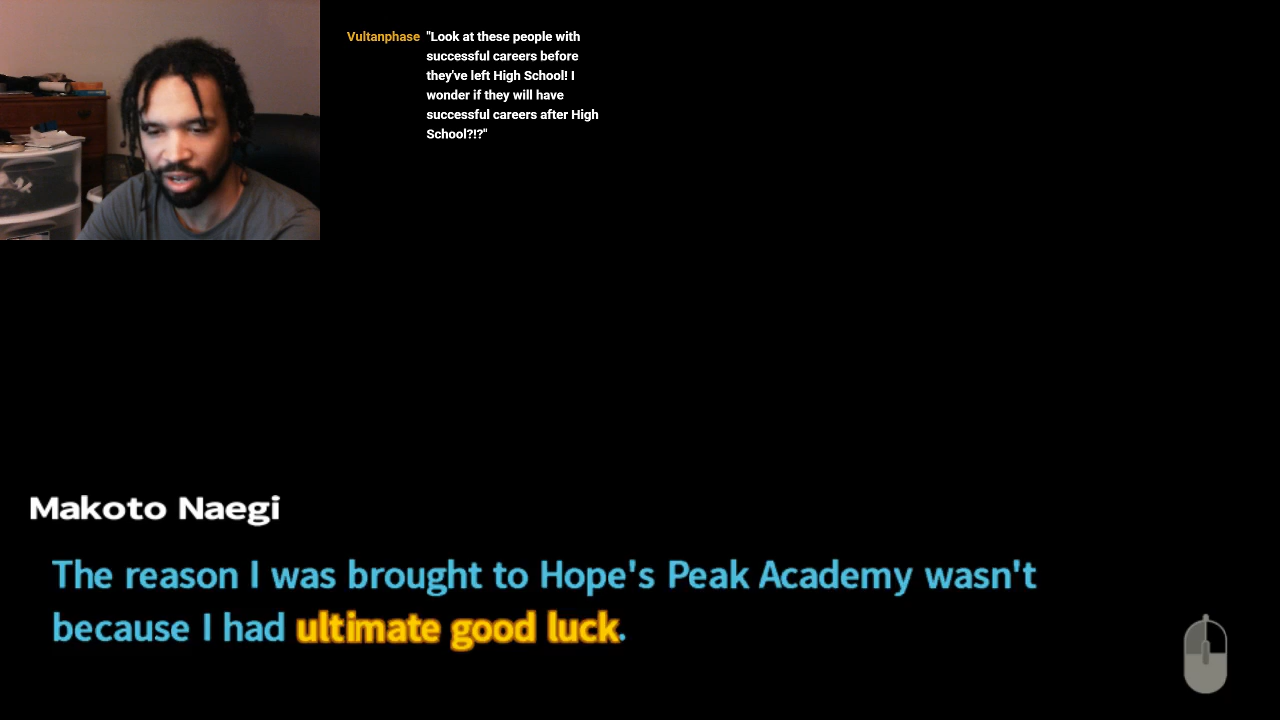 Vultanphase "Look at these people with
successful careers before
they've left High School! I
wonder if they will have
successful careers after High
School?!?"
Makoto Naegi
The reason I was brought to Hope's Peak Academy wasn't
because I had ultimate good luck.